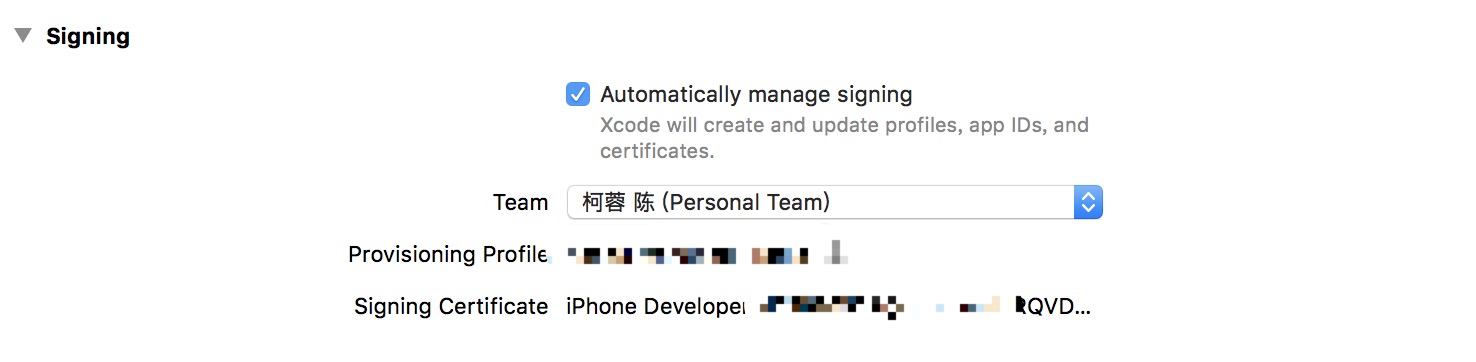 Signing
Automatically manage signing
Xcode will create and update profiles, app IDs, and
certificates.
Team 柯蓉 陈 (Personal Team)
Provisioning Profile
Signing Certificate iPhone Developer RQVD...